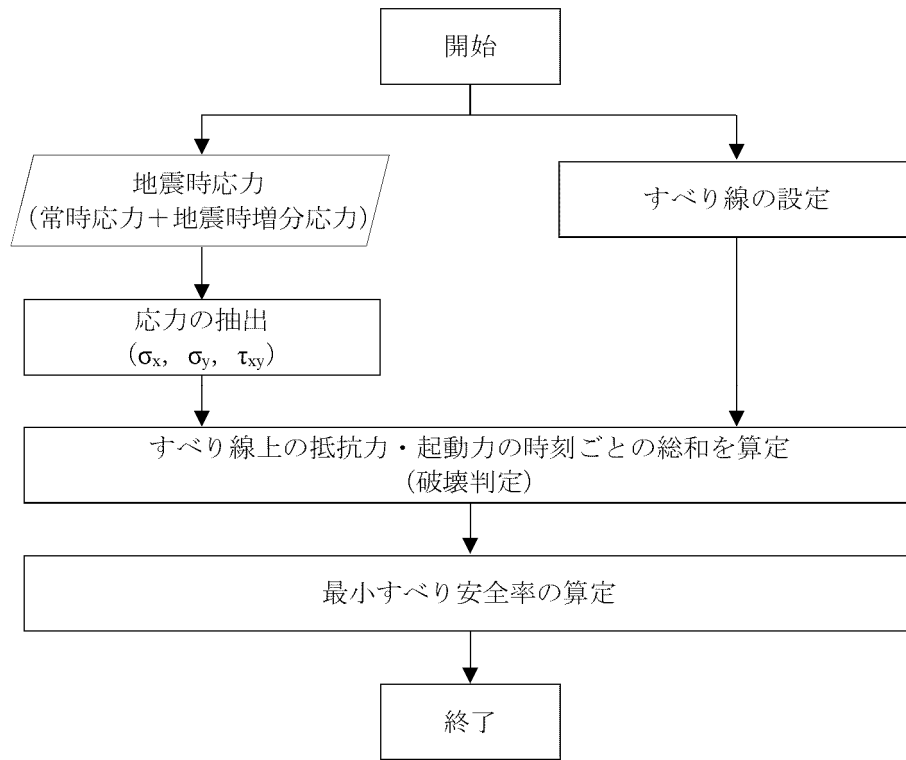 開始
地震時応力
(常時応力＋地震時増分応力)
すべり線の設定
応力の抽出
(σx, σy, τxy)
すべり線上の抵抗力・起動力の時刻ごとの総和を算定
(破壊判定)
最小すべり安全率の算定
終了